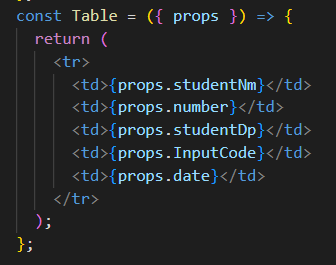 const Table = ({ props }) => {
return (
<tr>
<td>{props.studentNm}</td>
<td>{props.number}</td>
<td>{props.studentDp}</td>
<td>{props.InputCode}</td>
<td>{props.date}</td>
</tr>
);
};